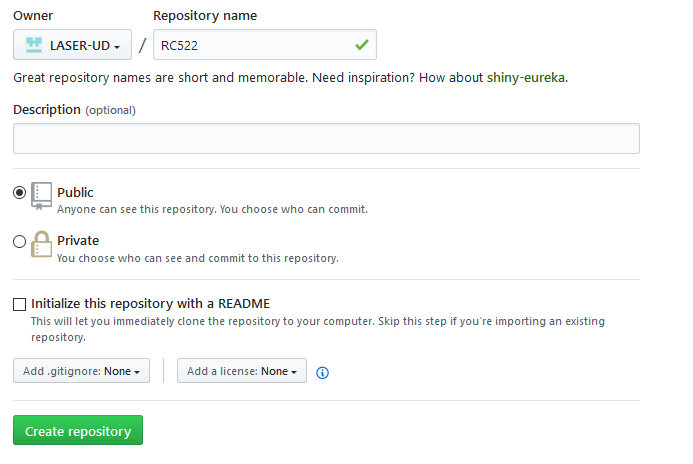 Owner Repository name
LASER-UD / RC522
Great repository names are short and memorable. Need inspiration? How about shiny-eureka.
Description (optional)
Public
Anyone can see this repository. You choose who can commit.
Private
You choose who can see and commit to this repository.
Initialize this repository with a README
This will let you immediately clone the repository to your computer. Skip this step if you're importing an existing
repository.
Add .gitignore: None Add a license: None
Create repository